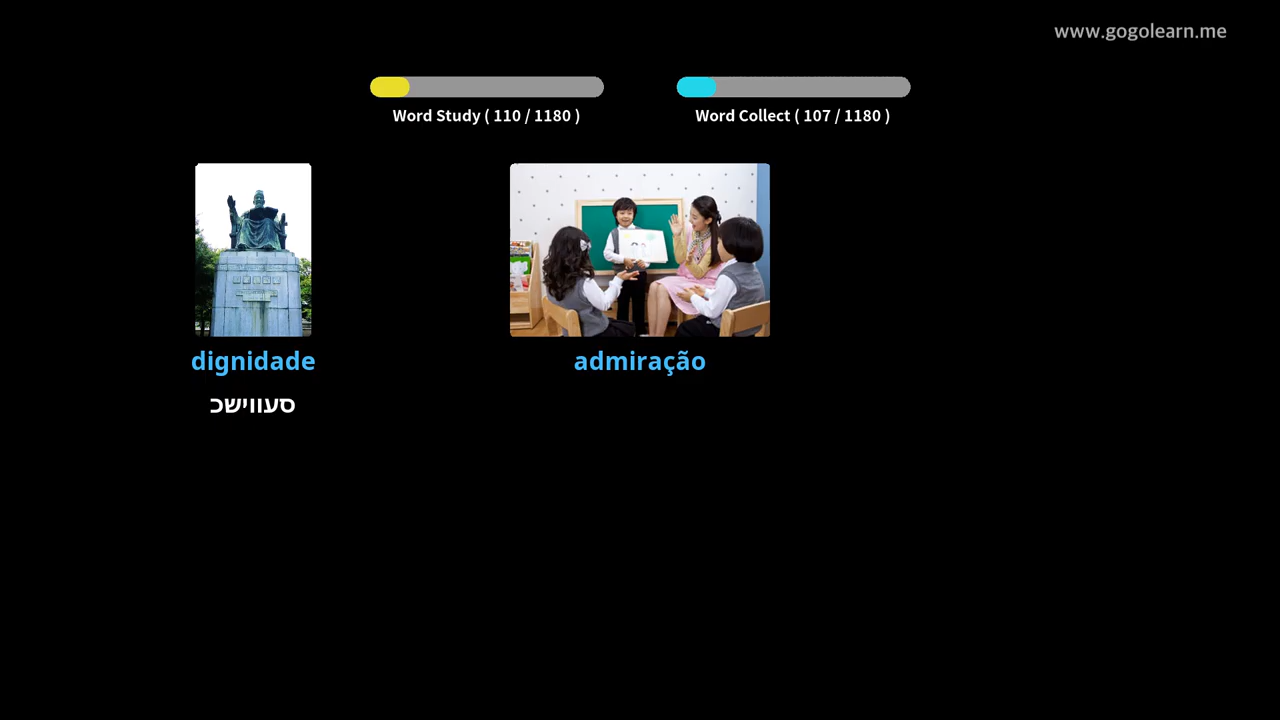 www.gogolearn.me
Word Study ( 110 / 1180 )
Word Collect ( 107 / 1180 )
dignidade
admiração
סעווישכ